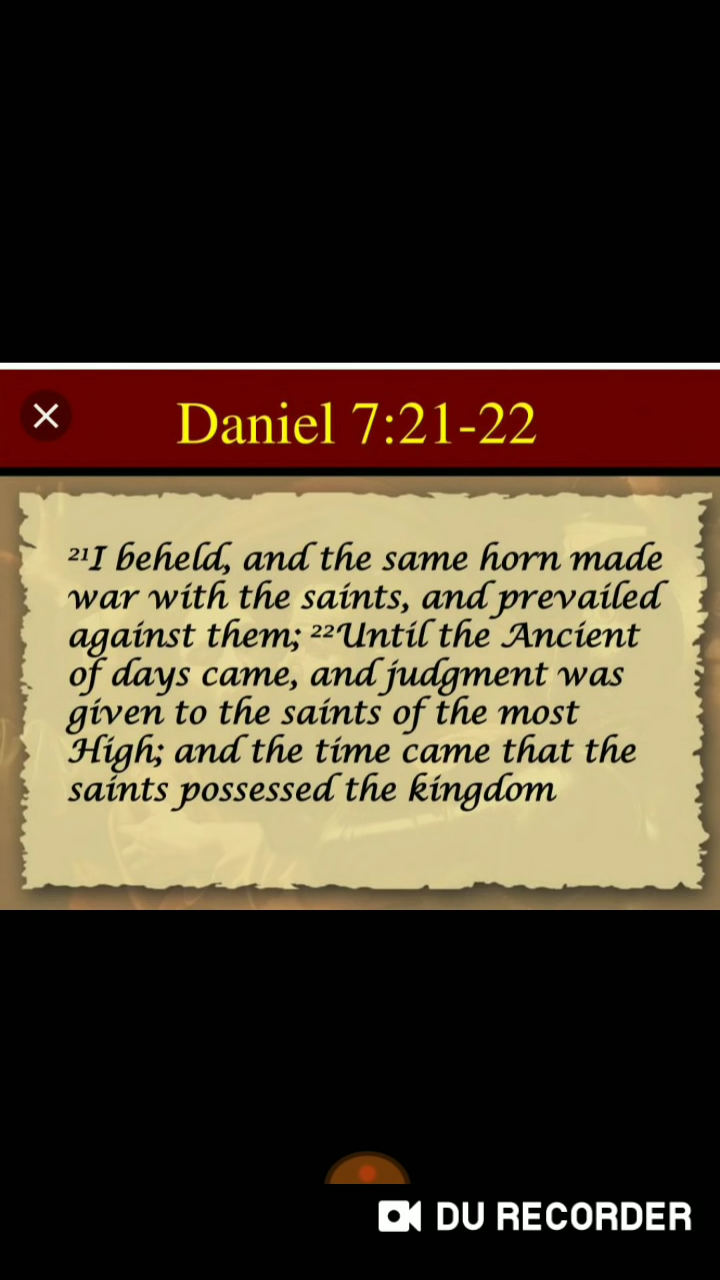 Daniel 7:21-22
²¹I beheld, and the same horn made
war with the saints, and prevailed
against them; ²²Until the Ancient
of days came, and judgment was
given to the saints of the most
High; and the time came that the
saints possessed the kingdom
DU RECORDER